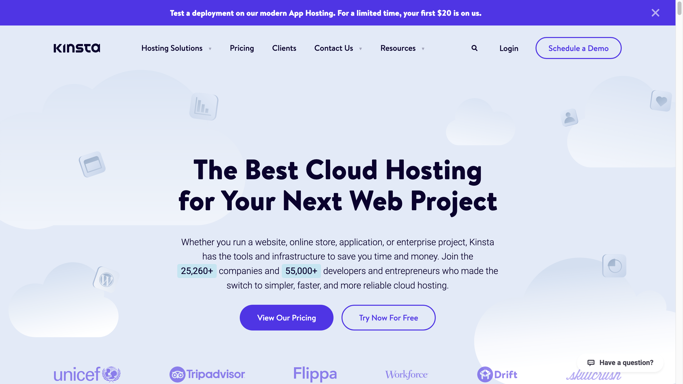 Test a deployment on our modern App Hosting. For a limited time, your first $20 is on us.
KINSTA
Hosting Solutions
Pricing
Clients
Contact Us
Resources
Login
Schedule a Demo
The Best Cloud Hosting
for Your Next Web Project
Whether you run a website, online store, application, or enterprise project, Kinsta
has the tools and infrastructure to save you time and money. Join the
25,260+ companies and 55,000+ developers and entrepreneurs who made the
switch to simpler, faster, and more reliable cloud hosting.
View Our Pricing
Try Now For Free
Have a question?
unicef
Tripadvisor
Flippa
Workforce
Drift
skillcrush